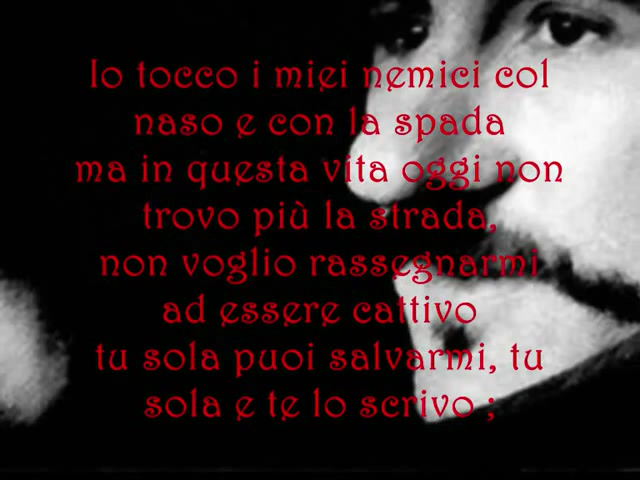 Io tocco i miei nemici col
naso e con la spada
ma in questa vita oggi non
trovo più la strada,
non voglio rassegnarmi
ad essere cattivo
tu sola puoi salvarmi, tu
sola e te lo scrivo ;